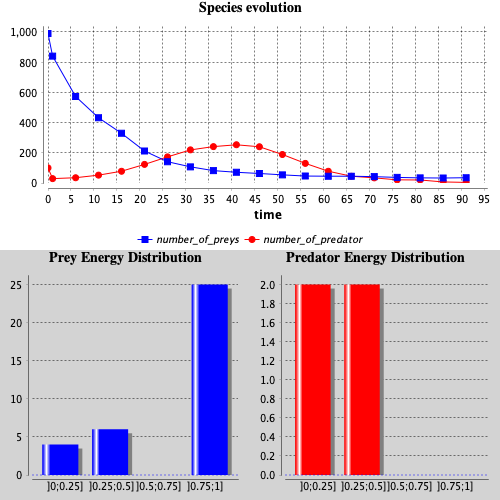 Species evolution
1,000
800
600
400
200
0
0 5 10 15 20 25 30 35 40 45 50 55 60 65 70 75 80 85 90 95
time
number_of_preys number_of_predator
Prey Energy Distribution
25
20
15
10
5
0
]0;0.25] ]0.25;0.5] ]0.5;0.75] ]0.75;1]
Predator Energy Distribution
2.0
1.8
1.6
1.4
1.2
1.0
0.8
0.6
0.4
0.2
0.0
]0;0.25] ]0.25;0.5] ]0.5;0.75] ]0.75;1]